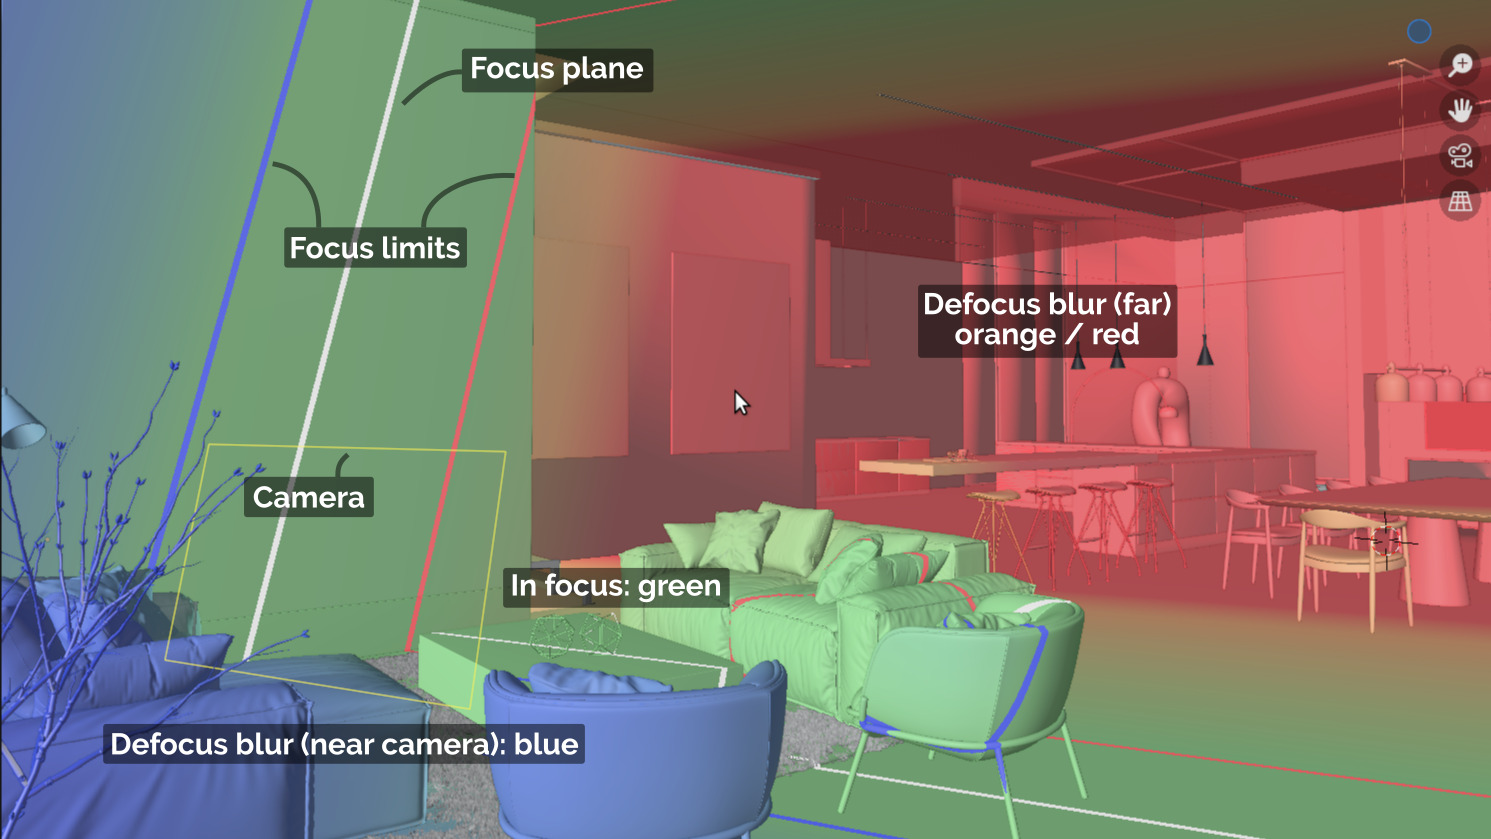 Focus plane
Focus limits
Defocus blur (far)
orange / red
Camera
In focus: green
Defocus blur (near camera): blue